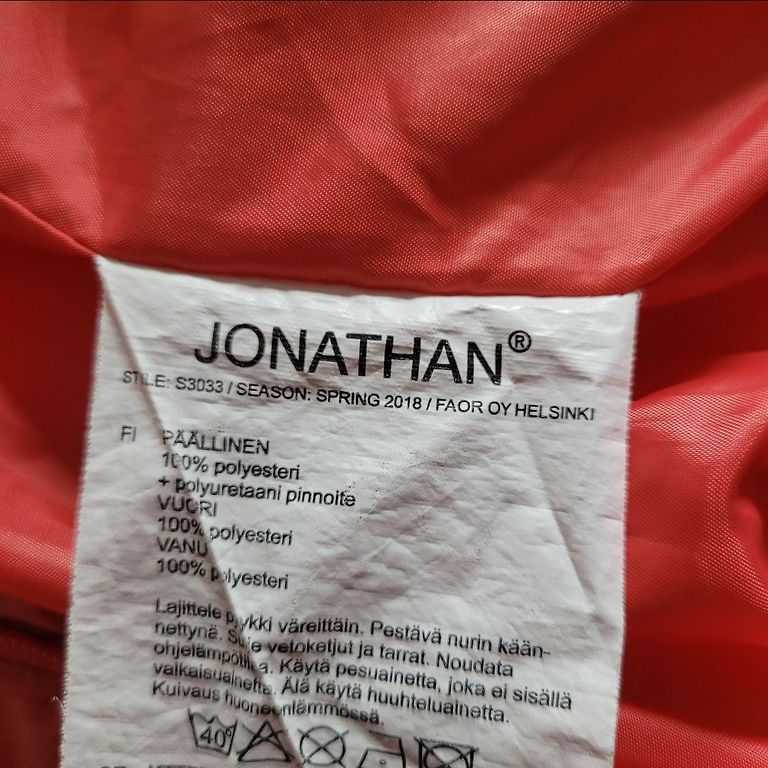 JONATHAN®
STILE: S3033 / SEASON: SPRING 2018 / FAOR OY HELSINKI
FI PÄÄLLINEN
100% polyesteri
+ polyuretaani pinnoite
VUORI
100% polyesteri
VANU
100% polyesteri
Lajittele pyykki väreittäin. Pestävä nurin kään-
nettynä. Sulje vetoketjut ja tarrat. Noudata
ohjelämpötilaa. Käytä pesuainetta, joka ei sisällä
valkaisuainetta. Älä käytä huuhteluainetta.
Kuivaus huoneenlämmössä.
40°